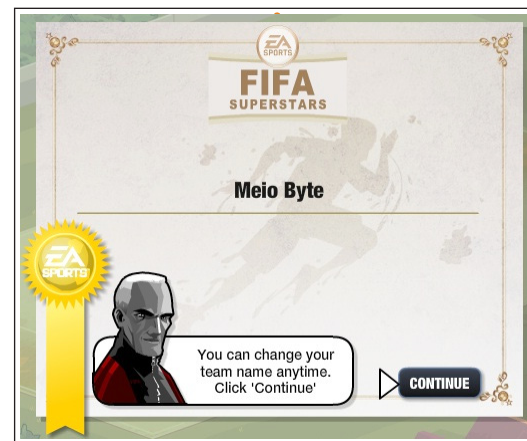 EA
SPORTS
FIFA
SUPERSTARS
Meio Byte
EA
SPORTS
You can change your
team name anytime.
Click 'Continue'
CONTINUE